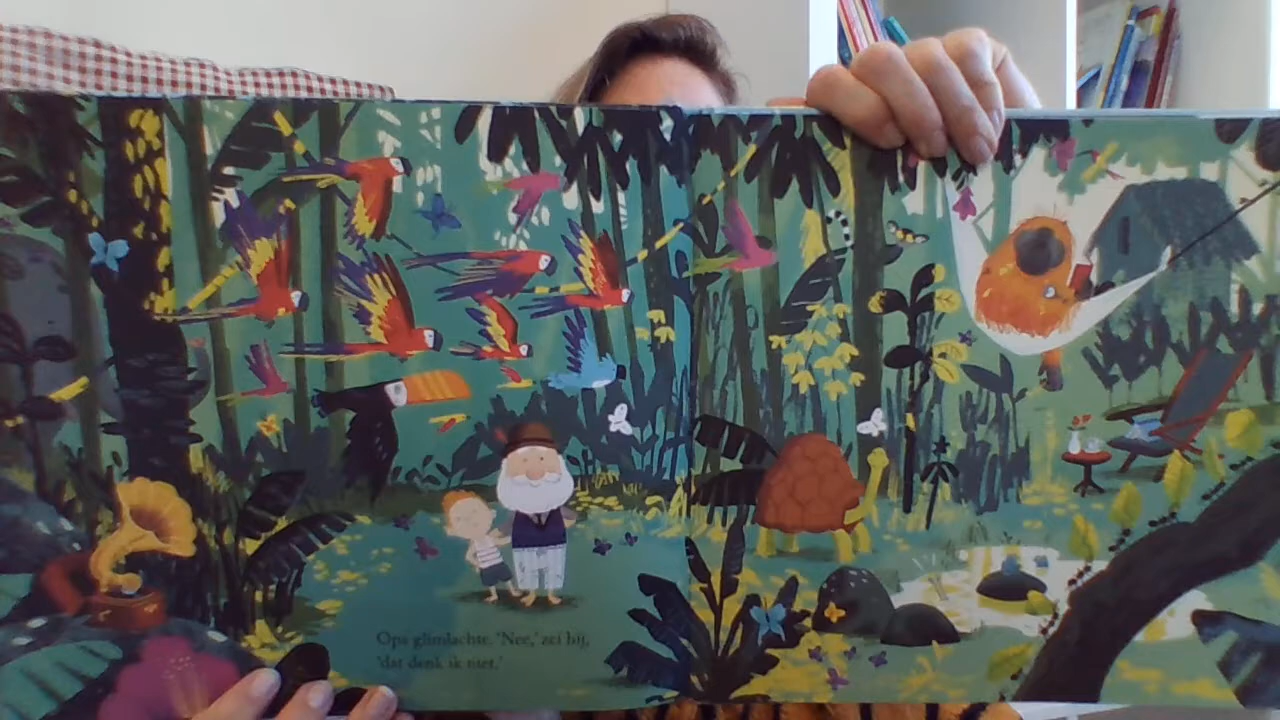 Opa glimlachte. 'Nee,' zei hij,
'dat denk ik niet.'